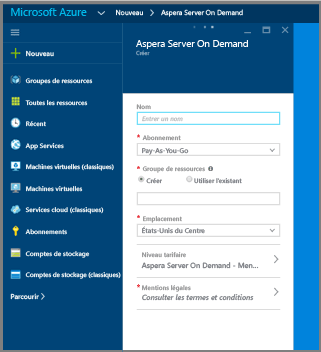 Microsoft Azure Nouveau > Aspera Server On Demand
Nouveau
Groupes de ressources
Toutes les ressources
Récent
App Services
Machines virtuelles (classiques)
Machines virtuelles
Services cloud (classiques)
Abonnements
Comptes de stockage
Comptes de stockage (classiques)
Parcourir >
Aspera Server On Demand
Créer
Nom
Entrer un nom
* Abonnement
Pay-As-You-Go
* Groupe de ressources
Créer Utiliser l'existant
* Emplacement
États-Unis du Centre
Niveau tarifaire
Aspera Server On Demand - Men...
* Mentions légales
Consulter les termes et conditions